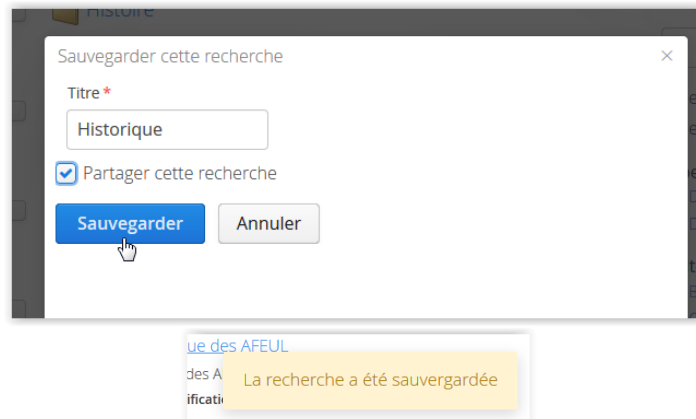 Histoire
Sauvegarder cette recherche ×
Titre *
Historique
Partager cette recherche
Sauvegarder Annuler
ue des AFEUL
des A
ificati
La recherche a été sauvergardée